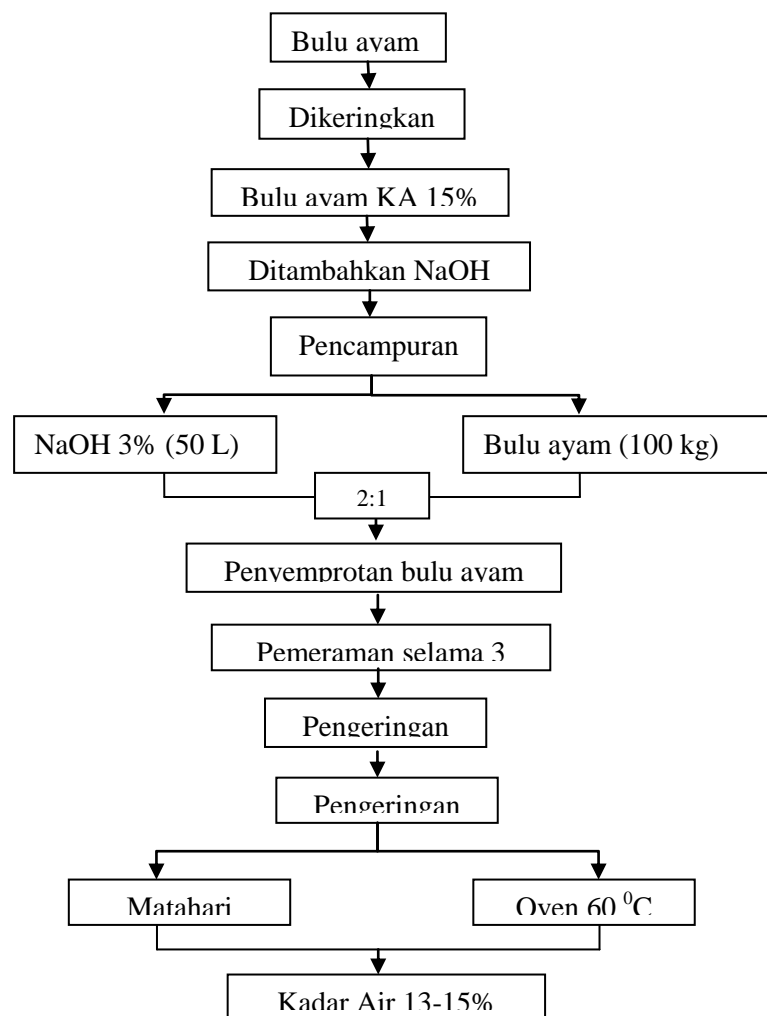 Bulu ayam
Dikeringkan
Bulu ayam KA 15%
Ditambahkan NaOH
Pencampuran
NaOH 3% (50 L)
Bulu ayam (100 kg)
2:1
Penyemprotan bulu ayam
Pemeraman selama 3
Pengeringan
Pengeringan
Matahari
Oven 60 ⁰C
Kadar Air 13-15%